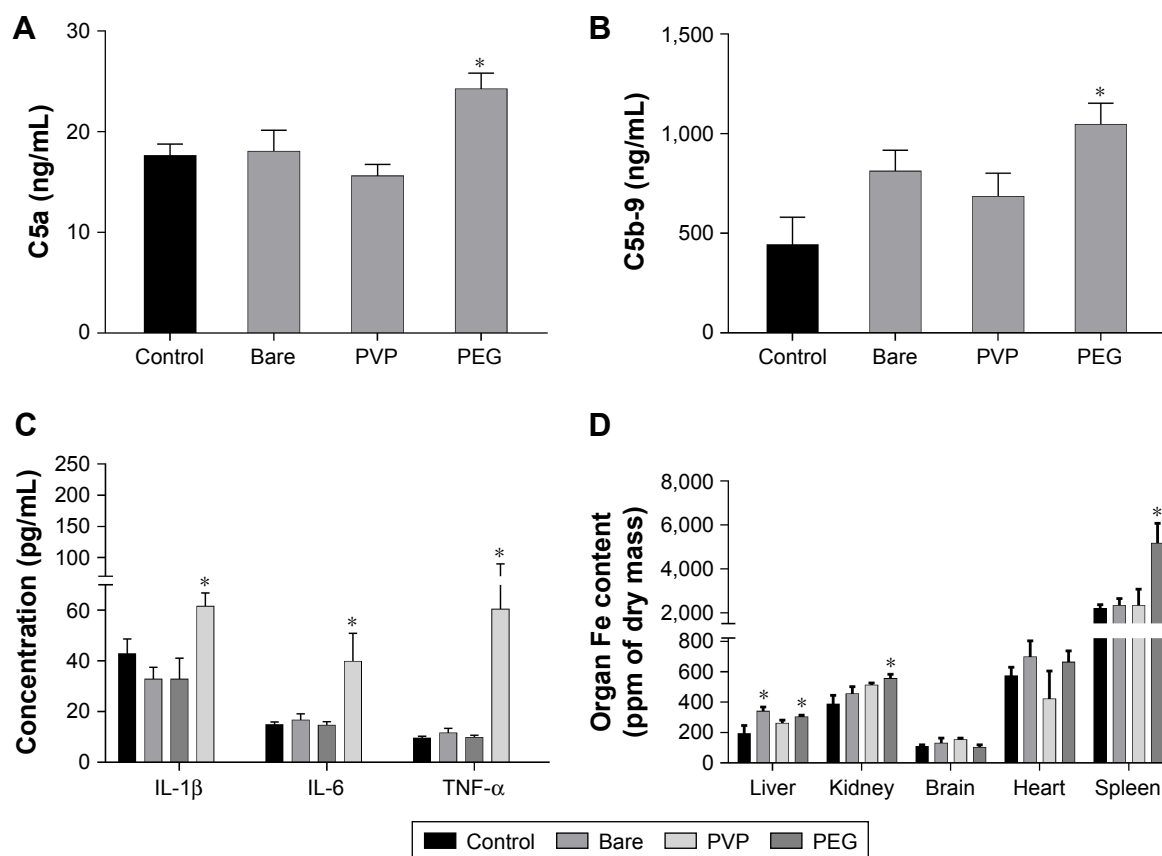 A
C5a (ng/mL)
30
20
10
0
*
Control Bare PVP PEG
B
C5b-9 (ng/mL)
1,500
1,000
500
0
*
Control Bare PVP PEG
C
Concentration (pg/mL)
250
200
150
100
60
40
20
0
* * *
IL-1β IL-6 TNF-α
D
Organ Fe content
(ppm of dry mass)
8,000
6,000
4,000
2,000
800
600
400
200
0
* * * *
Liver Kidney Brain Heart Spleen
Control Bare PVP PEG